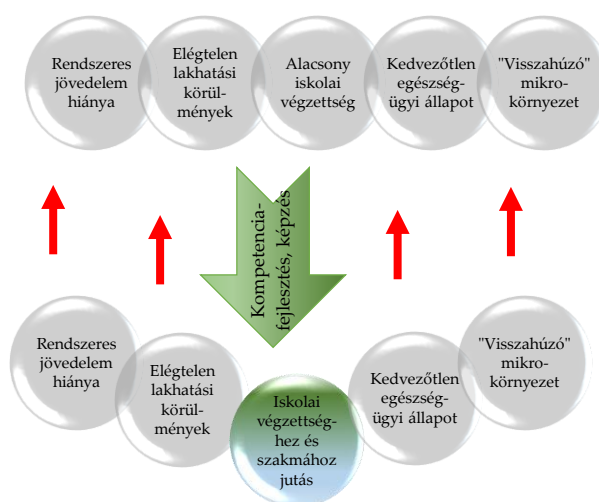 Rendszeres
jövedelem
hiánya
Elégtelen
lakhatási
körül-
mények
Alacsony
iskolai
végzettség
Kedvezőtlen
egészség-
ügyi állapot
"Visszahúzó"
mikro-
környezet
Kompetencia-
fejlesztés, képzés
Rendszeres
jövedelem
hiánya
Elégtelen
lakhatási
körül-
mények
Iskolai
végzettség-
hez és
szakmához
jutás
Kedvezőtlen
egészség-
ügyi állapot
"Visszahúzó"
mikro-
környezet